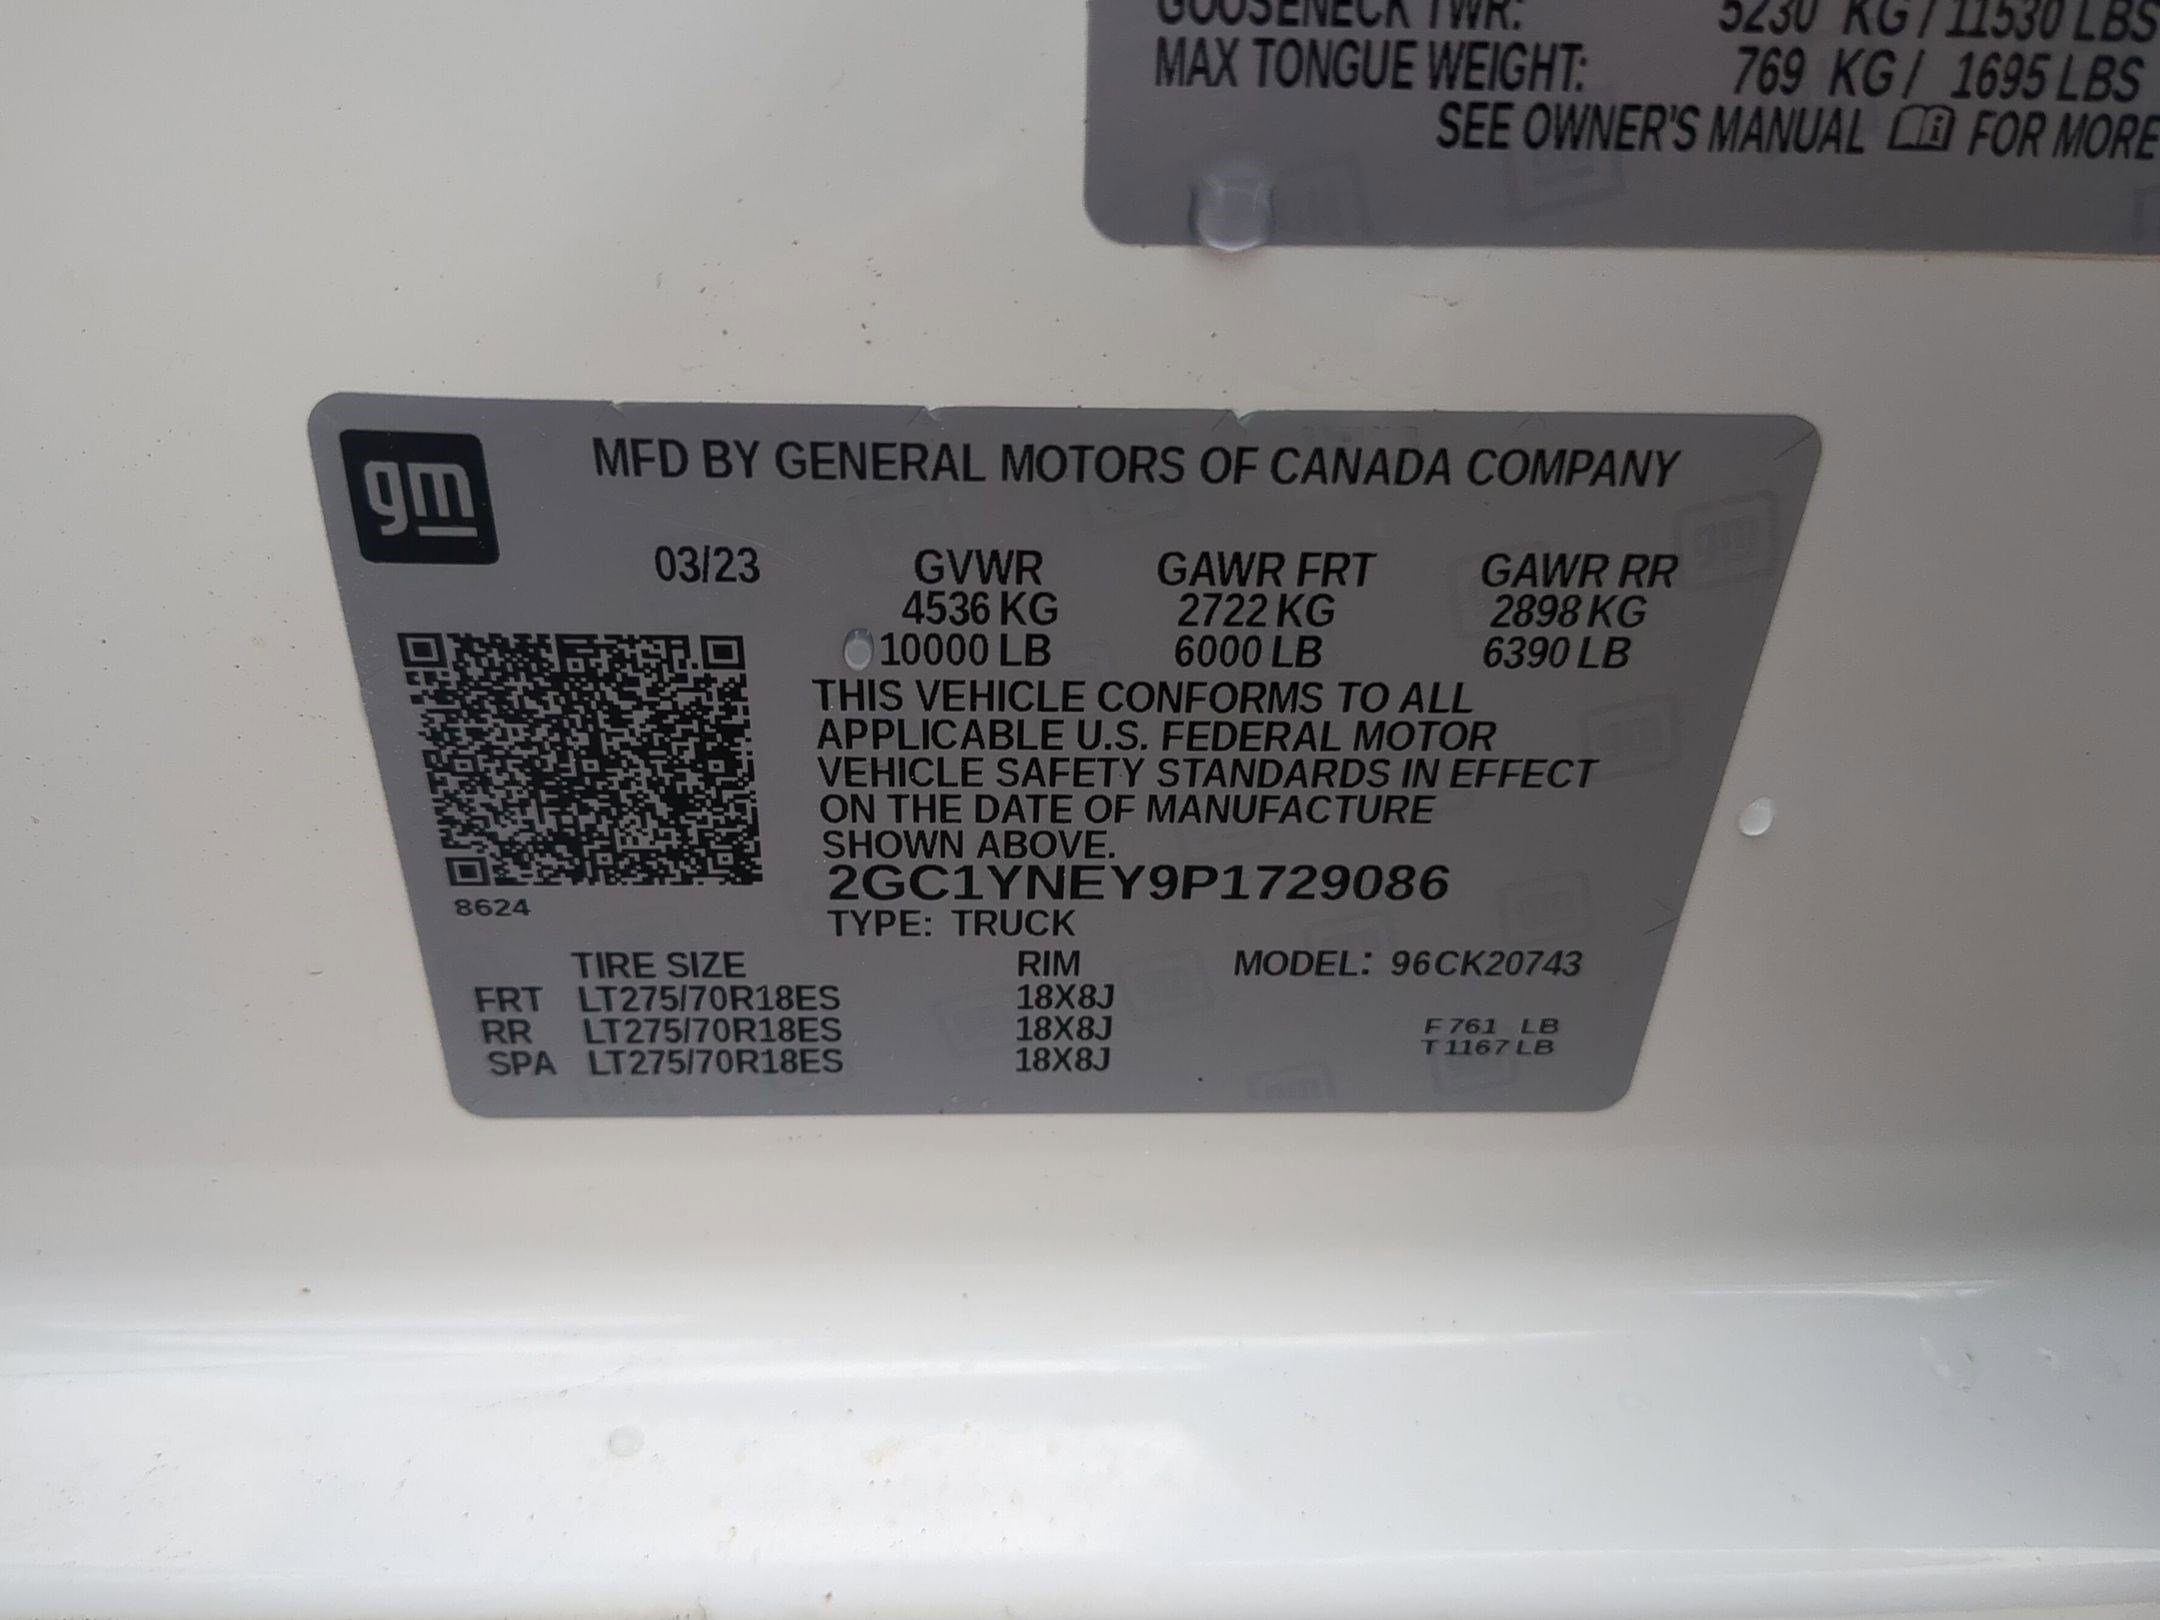 GOOSENECK TWR: 5230 KG / 11530 LBS
MAX TONGUE WEIGHT: 769 KG / 1695 LBS
SEE OWNER'S MANUAL FOR MORE
gm
MFD BY GENERAL MOTORS OF CANADA COMPANY
03/23 GVWR GAWR FRT GAWR RR
4536 KG 2722 KG 2898 KG
10000 LB 6000 LB 6390 LB
THIS VEHICLE CONFORMS TO ALL
APPLICABLE U.S. FEDERAL MOTOR
VEHICLE SAFETY STANDARDS IN EFFECT
ON THE DATE OF MANUFACTURE
SHOWN ABOVE.
2GC1YNEY9P1729086
8624
TYPE: TRUCK
TIRE SIZE RIM MODEL: 96CK20743
FRT LT275/70R18ES 18X8J
RR LT275/70R18ES 18X8J F 761 LB
SPA LT275/70R18ES 18X8J T 1167 LB